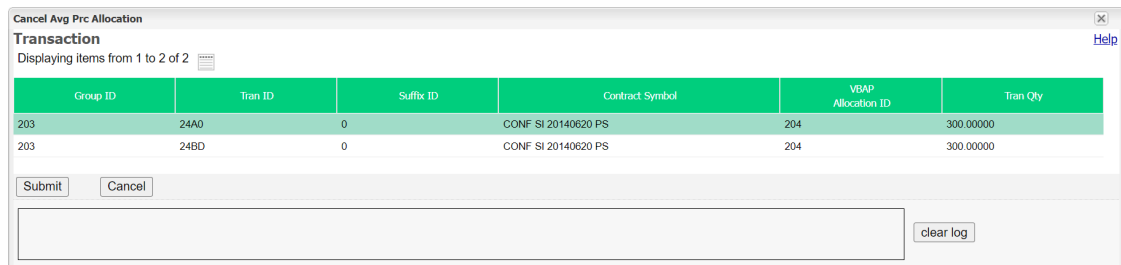 Cancel Avg Prc Allocation
Transaction
Help
Displaying items from 1 to 2 of 2
Group ID Tran ID Suffix ID Contract Symbol VBAP Allocation ID Tran Qty
203 24A0 0 CONF SI 20140620 PS 204 300.00000
203 24BD 0 CONF SI 20140620 PS 204 300.00000
Submit Cancel
clear log